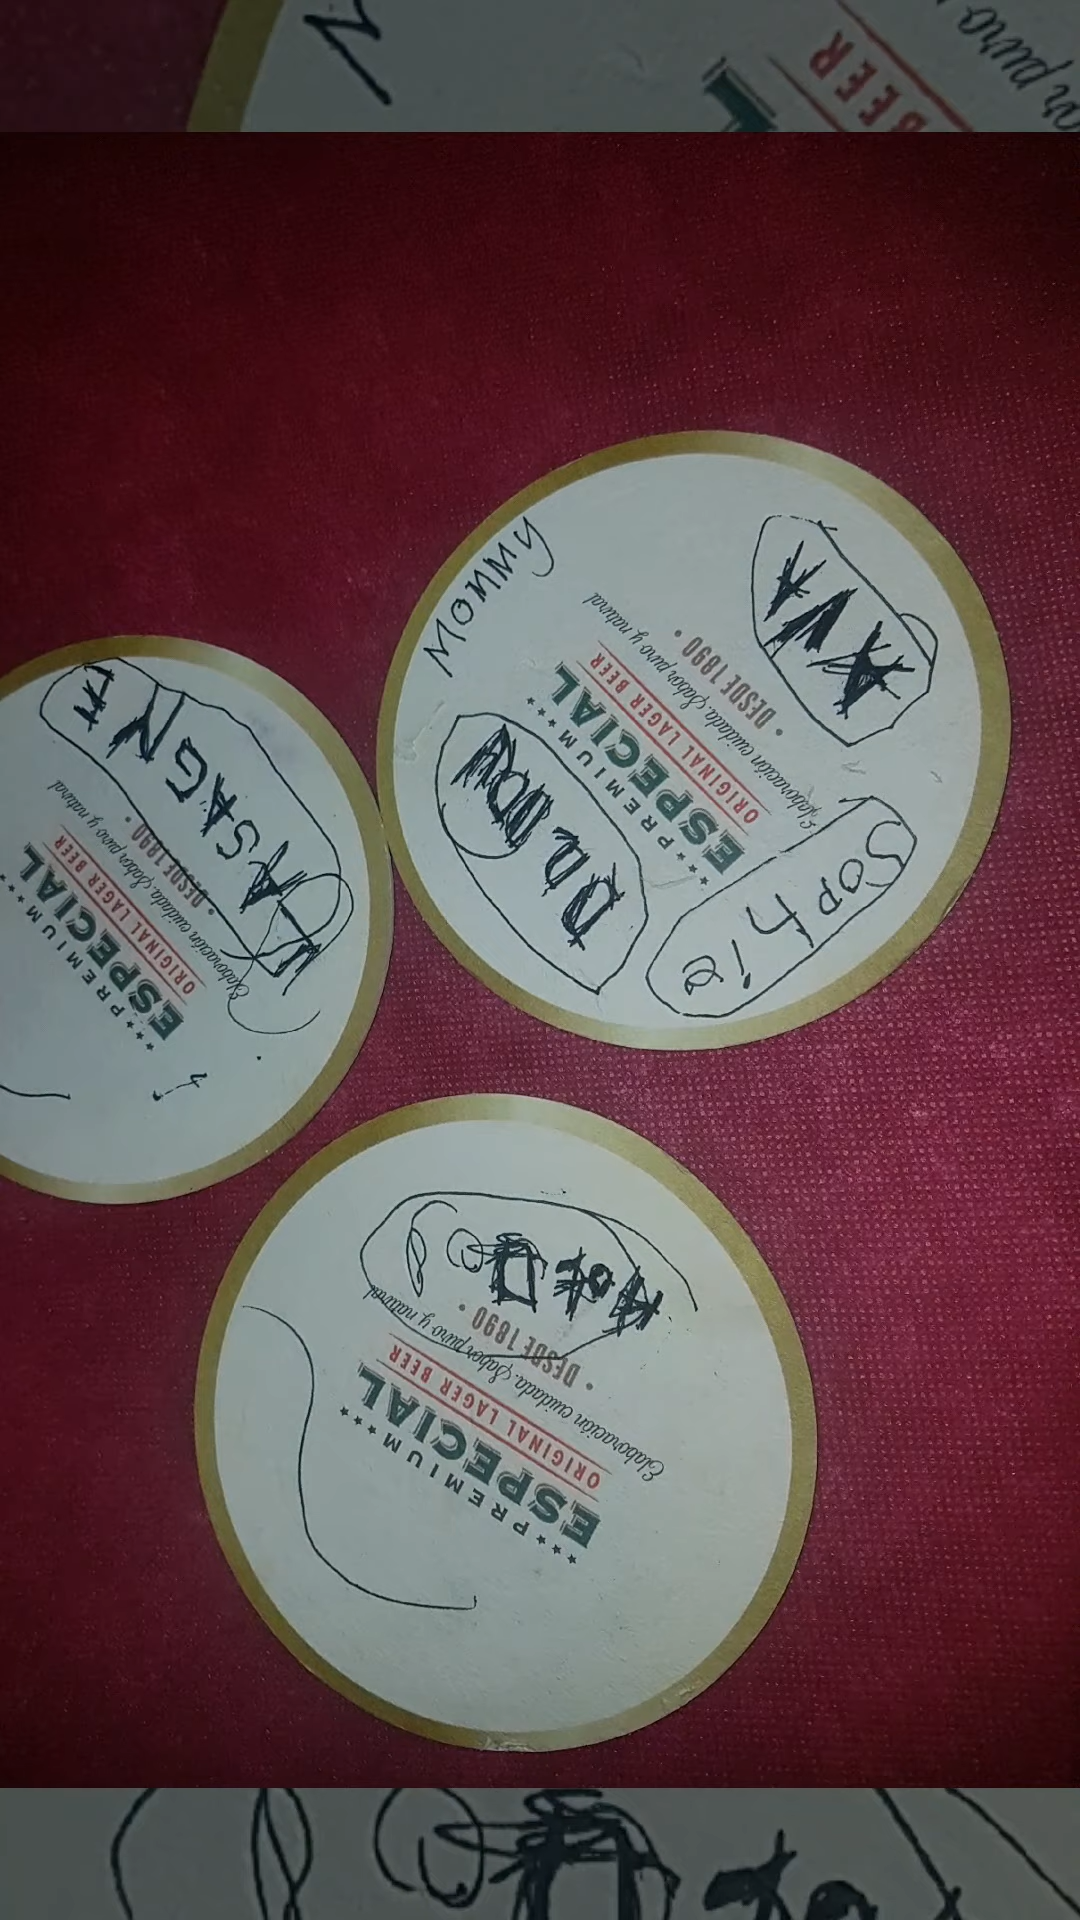 Mommy
AVA
Elaboración cuidada. Sabor puro y natural
• DESDE 1890 •
ORIGINAL LAGER BEER
ESPECIAL
★★★ PREMIUM ★★★
Sophie
LASAGNE
Elaboración cuidada. Sabor puro y natural
• DESDE 1890 •
ORIGINAL LAGER BEER
ESPECIAL
★★★ PREMIUM ★★★
Elaboración cuidada. Sabor puro y natural
• DESDE 1890 •
ORIGINAL LAGER BEER
ESPECIAL
★★★ PREMIUM ★★★